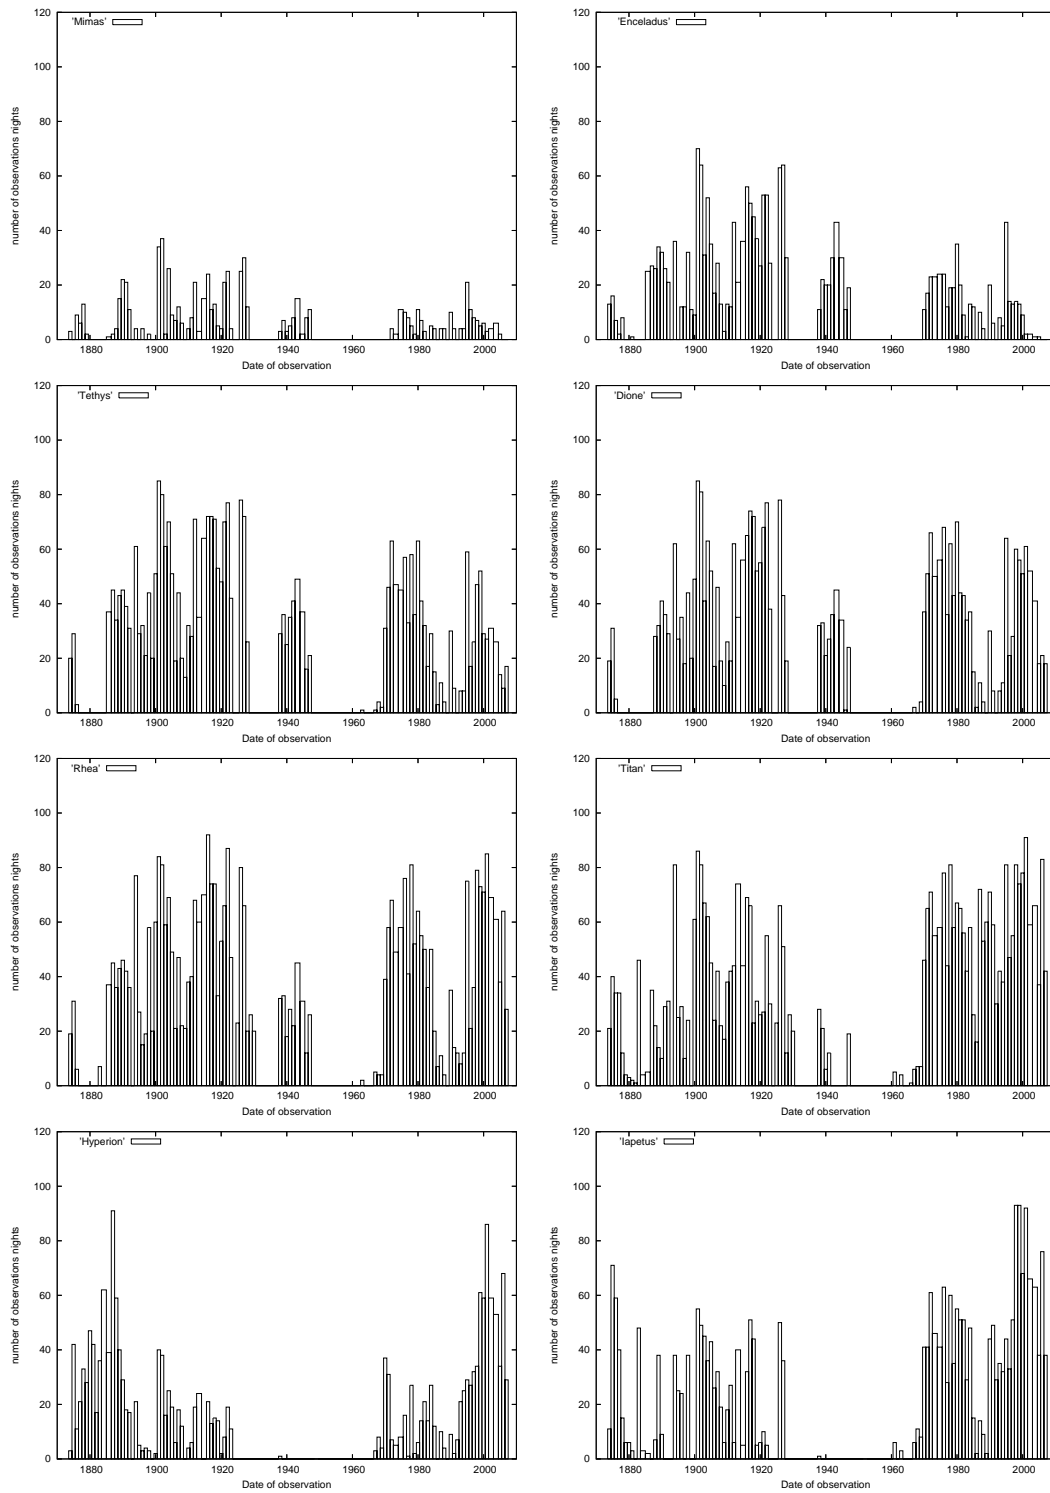 'Mimas'
number of observations nights
0 20 40 60 80 100 120
1880 1900 1920 1940 1960 1980 2000
Date of observation
'Enceladus'
number of observations nights
0 20 40 60 80 100 120
1880 1900 1920 1940 1960 1980 2000
Date of observation
'Tethys'
number of observations nights
0 20 40 60 80 100 120
1880 1900 1920 1940 1960 1980 2000
Date of observation
'Dione'
number of observations nights
0 20 40 60 80 100 120
1880 1900 1920 1940 1960 1980 2000
Date of observation
'Rhea'
number of observations nights
0 20 40 60 80 100 120
1880 1900 1920 1940 1960 1980 2000
Date of observation
'Titan'
number of observations nights
0 20 40 60 80 100 120
1880 1900 1920 1940 1960 1980 2000
Date of observation
'Hyperion'
number of observations nights
0 20 40 60 80 100 120
1880 1900 1920 1940 1960 1980 2000
Date of observation
'Iapetus'
number of observations nights
0 20 40 60 80 100 120
1880 1900 1920 1940 1960 1980 2000
Date of observation